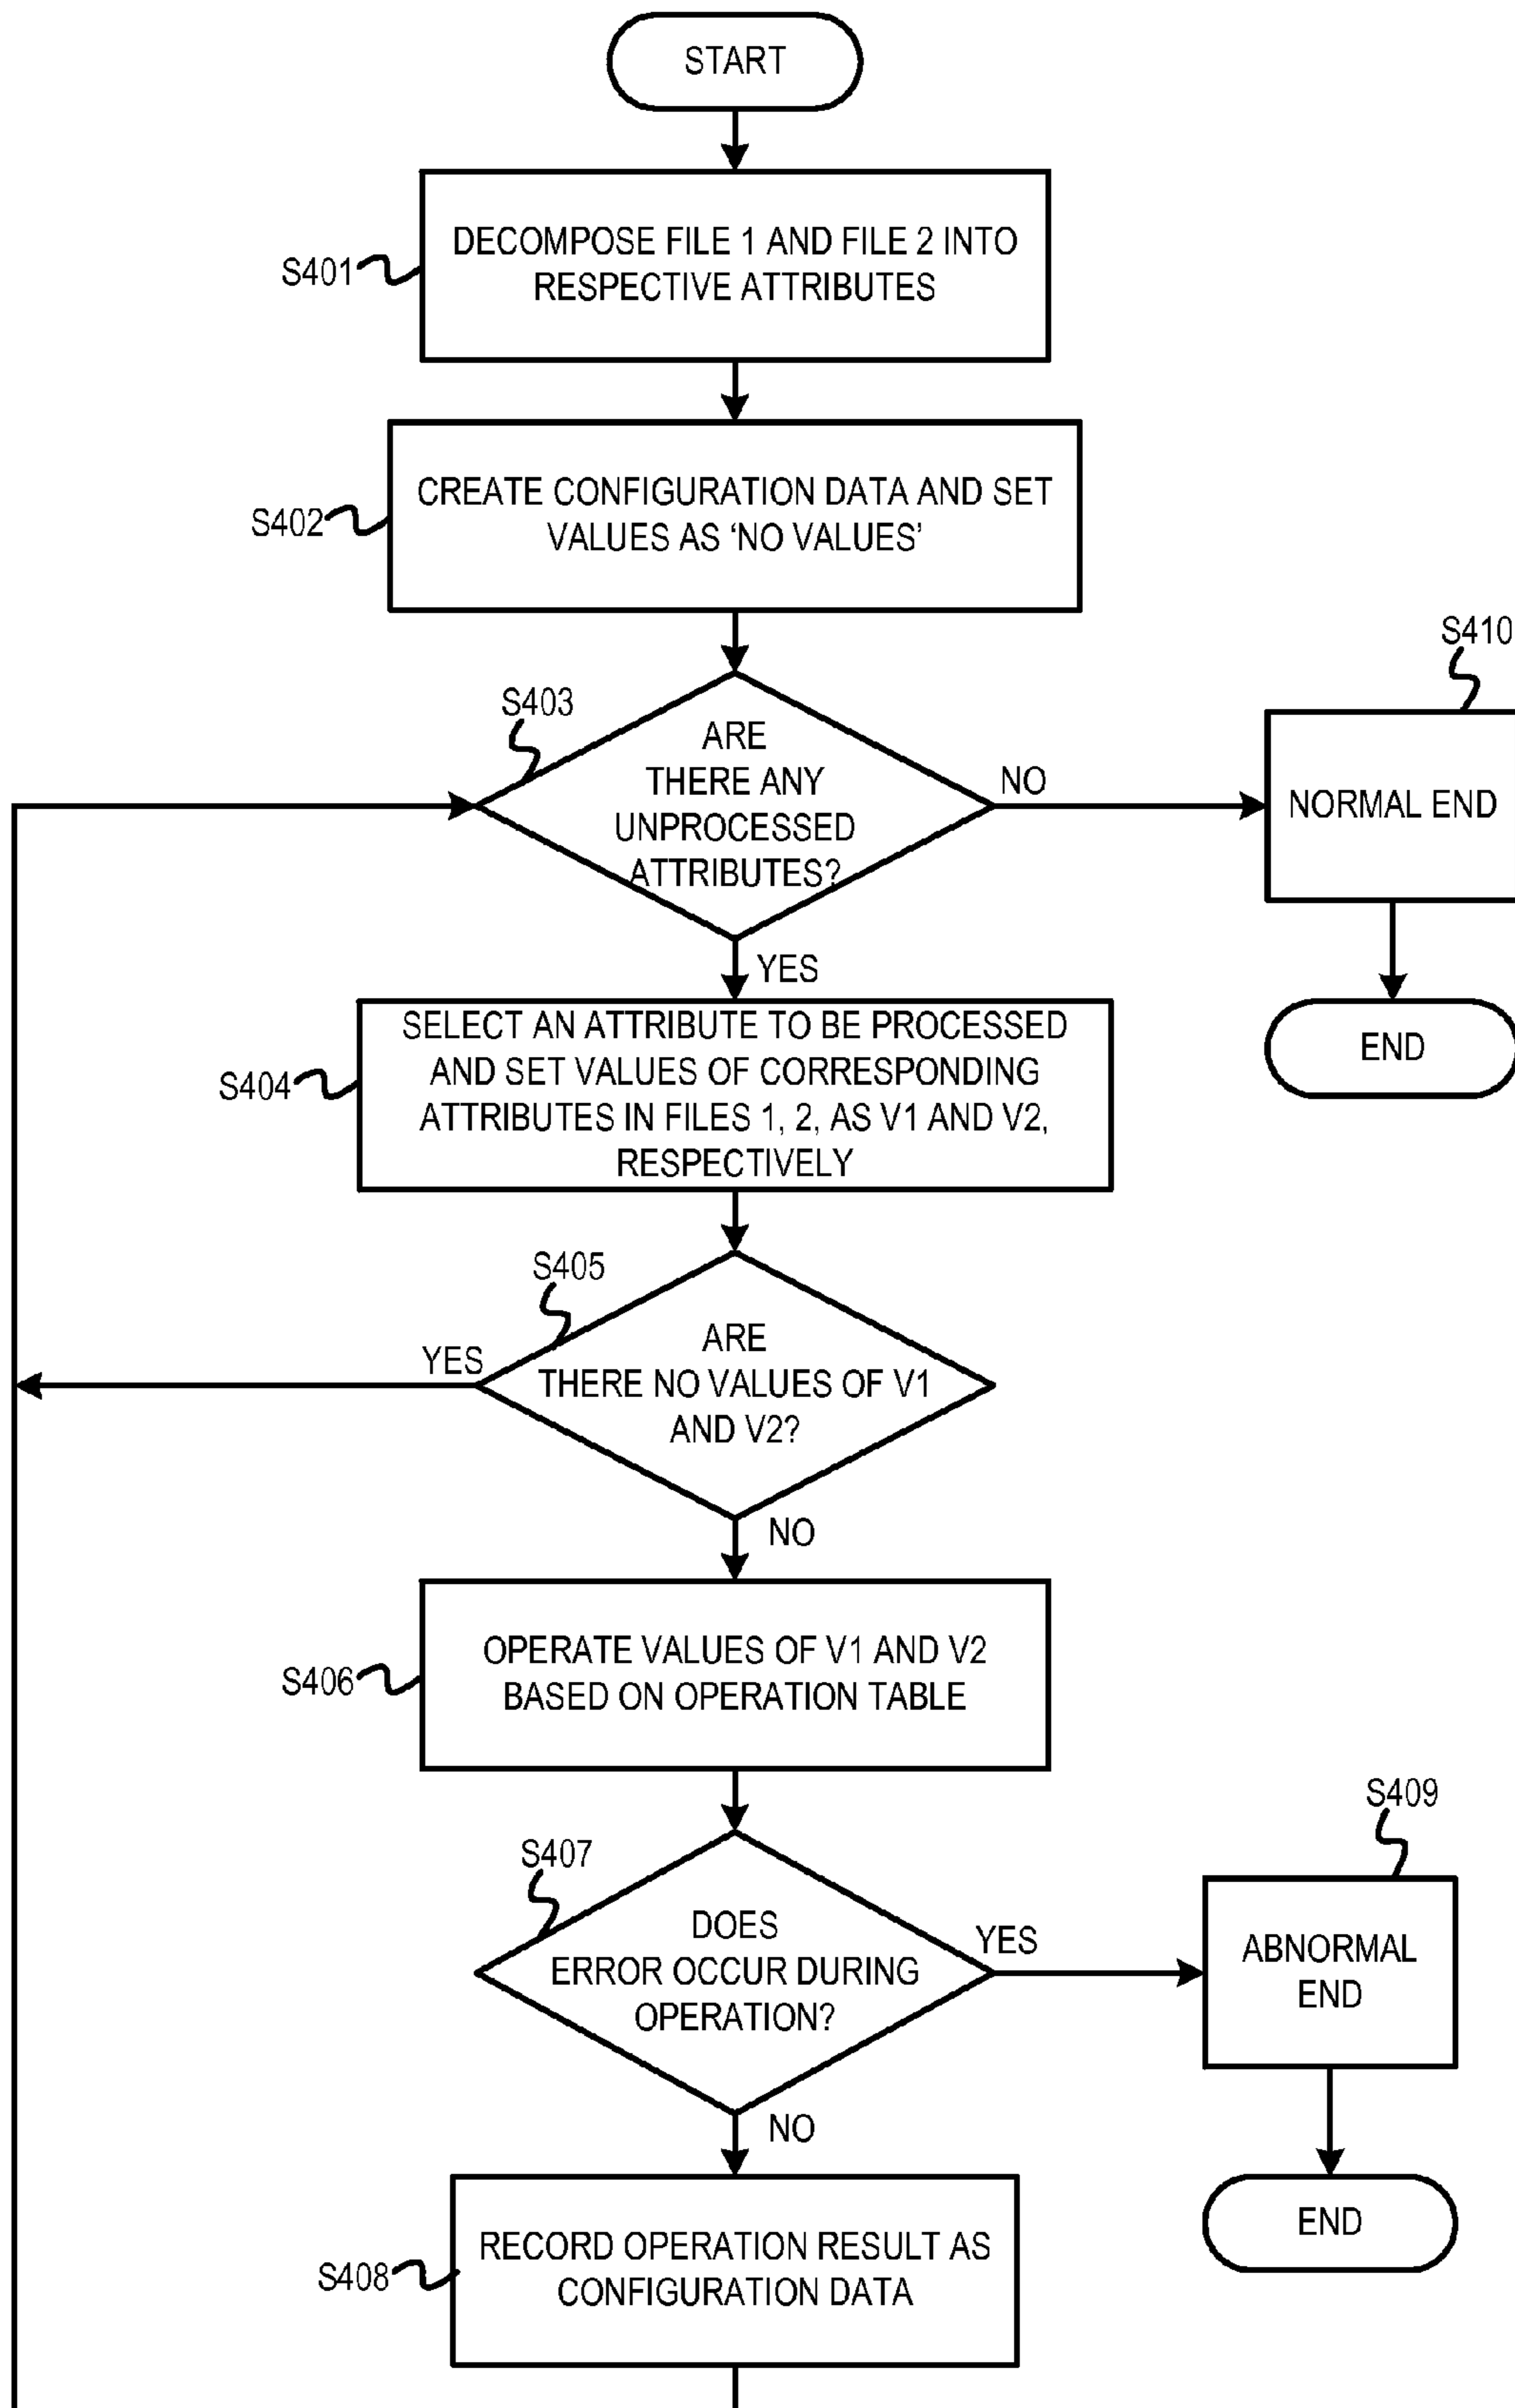 START
S401
DECOMPOSE FILE 1 AND FILE 2 INTO
RESPECTIVE ATTRIBUTES
S402
CREATE CONFIGURATION DATA AND SET
VALUES AS ‘NO VALUES’
S403
ARE
THERE ANY
UNPROCESSED
ATTRIBUTES?
NO
S410
NORMAL END
END
YES
S404
SELECT AN ATTRIBUTE TO BE PROCESSED
AND SET VALUES OF CORRESPONDING
ATTRIBUTES IN FILES 1, 2, AS V1 AND V2,
RESPECTIVELY
S405
ARE
THERE NO VALUES OF V1
AND V2?
YES
NO
S406
OPERATE VALUES OF V1 AND V2
BASED ON OPERATION TABLE
S407
DOES
ERROR OCCUR DURING
OPERATION?
YES
S409
ABNORMAL
END
END
NO
S408
RECORD OPERATION RESULT AS
CONFIGURATION DATA